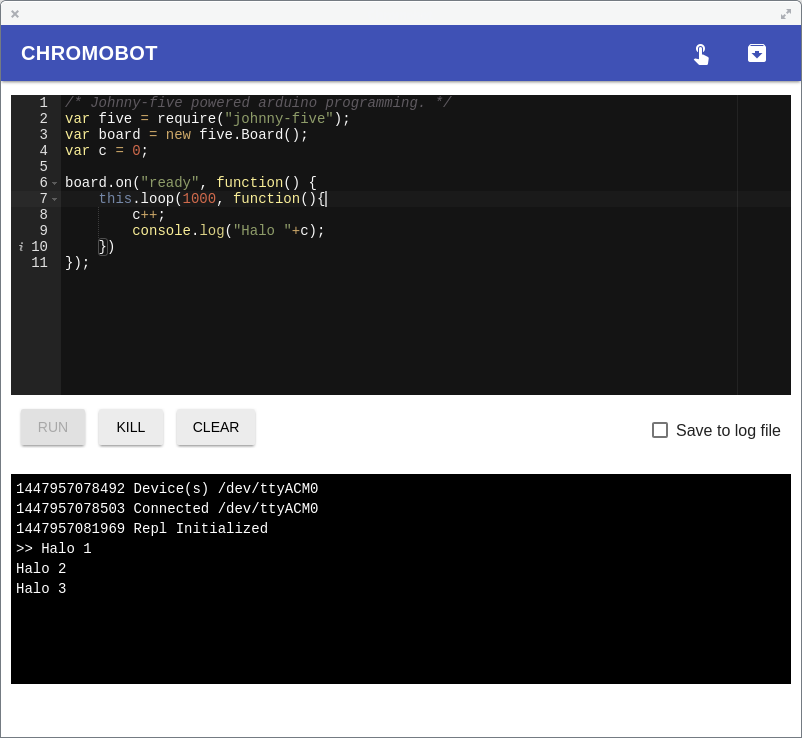 CHROMOBOT
1 /* Johnny-five powered arduino programming. */
2 var five = require("johnny-five");
3 var board = new five.Board();
4 var c = 0;
5
6 board.on("ready", function() {
7     this.loop(1000, function(){
8         c++;
9         console.log("Halo "+c);
i 10     })
11 });
RUN KILL CLEAR Save to log file
1447957078492 Device(s) /dev/ttyACM0
1447957078503 Connected /dev/ttyACM0
1447957081969 Repl Initialized
>> Halo 1
Halo 2
Halo 3